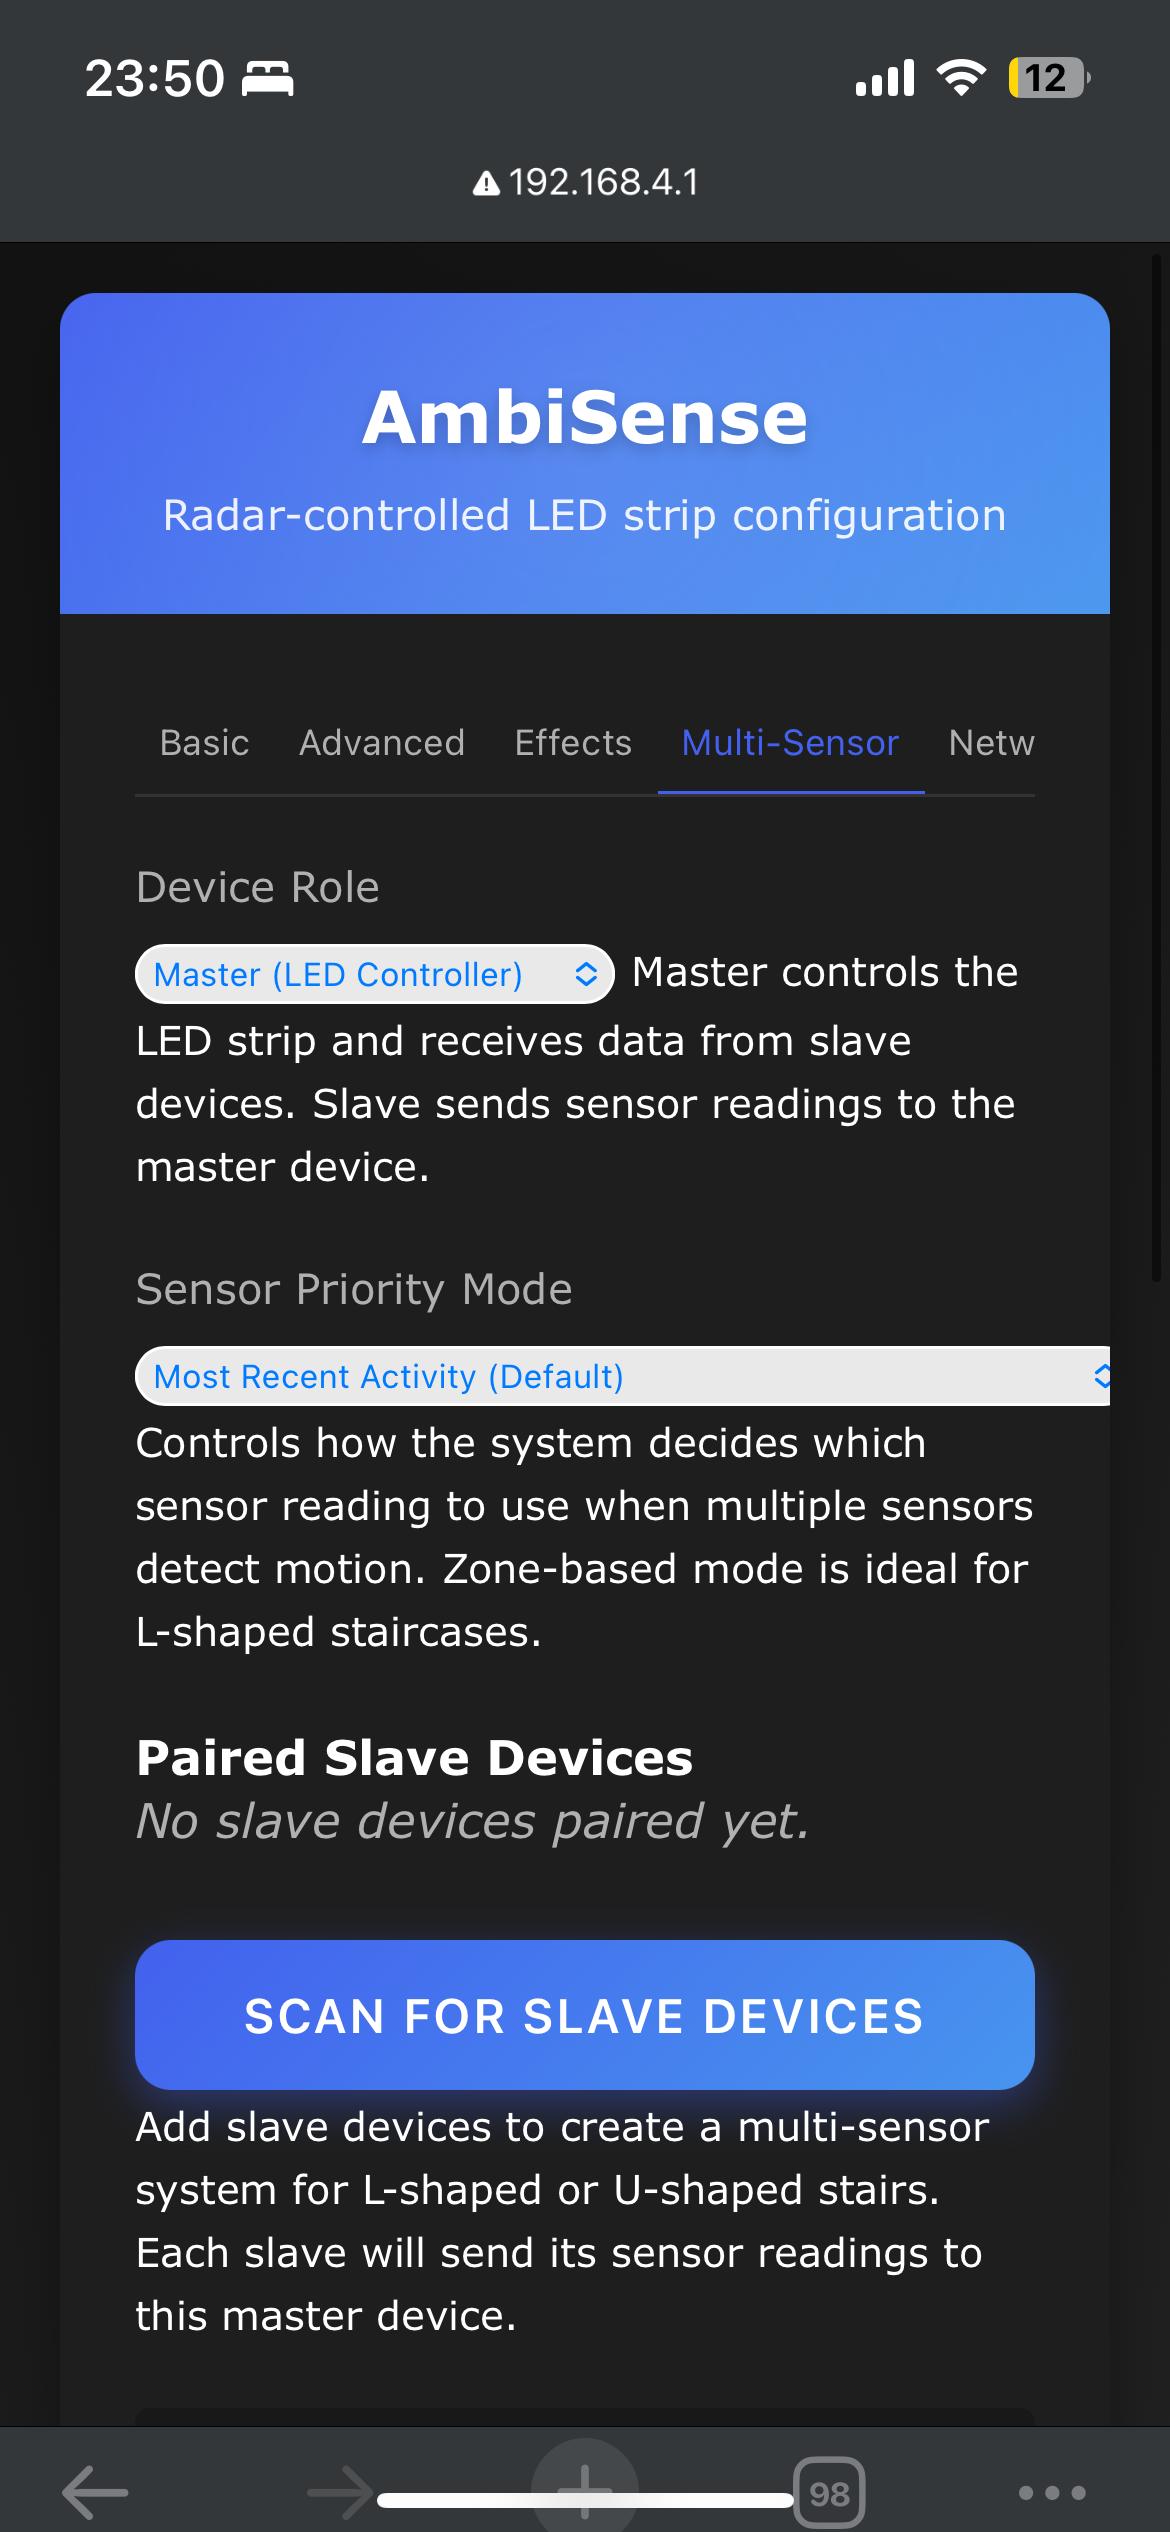 23:50
12
192.168.4.1
AmbiSense
Radar-controlled LED strip configuration
Basic Advanced Effects Multi-Sensor Netw
Device Role
Master (LED Controller) Master controls the
LED strip and receives data from slave
devices. Slave sends sensor readings to the
master device.
Sensor Priority Mode
Most Recent Activity (Default)
Controls how the system decides which
sensor reading to use when multiple sensors
detect motion. Zone-based mode is ideal for
L-shaped staircases.
Paired Slave Devices
No slave devices paired yet.
SCAN FOR SLAVE DEVICES
Add slave devices to create a multi-sensor
system for L-shaped or U-shaped stairs.
Each slave will send its sensor readings to
this master device.
98